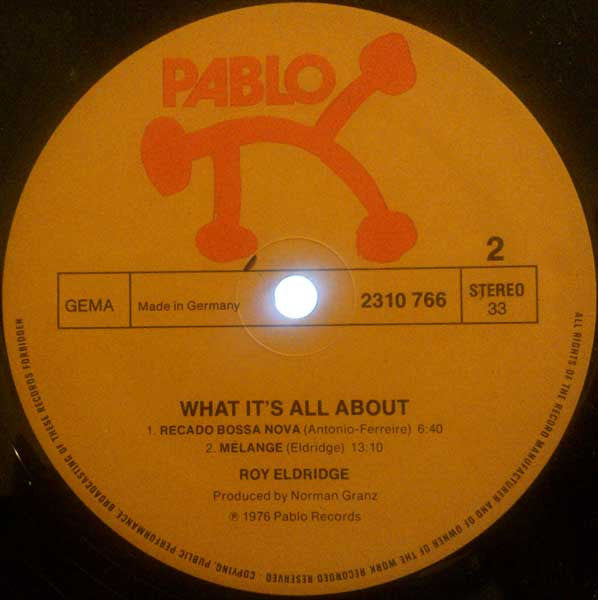 PABLO
2
GEMA
Made in Germany
2310 766
STEREO
33
WHAT IT'S ALL ABOUT
1. RECADO BOSSA NOVA (Antonio-Ferreire) 6:40
2. MÉLANGE (Eldridge) 13:10
ROY ELDRIDGE
Produced by Norman Granz
℗ 1976 Pablo Records
ALL RIGHTS OF THE RECORD MANUFACTURER AND OF OWNER OF THE WORK RECORDED RESERVED · COPYING, PUBLIC PERFORMANCE, BROADCASTING OF THESE RECORDS FORBIDDEN